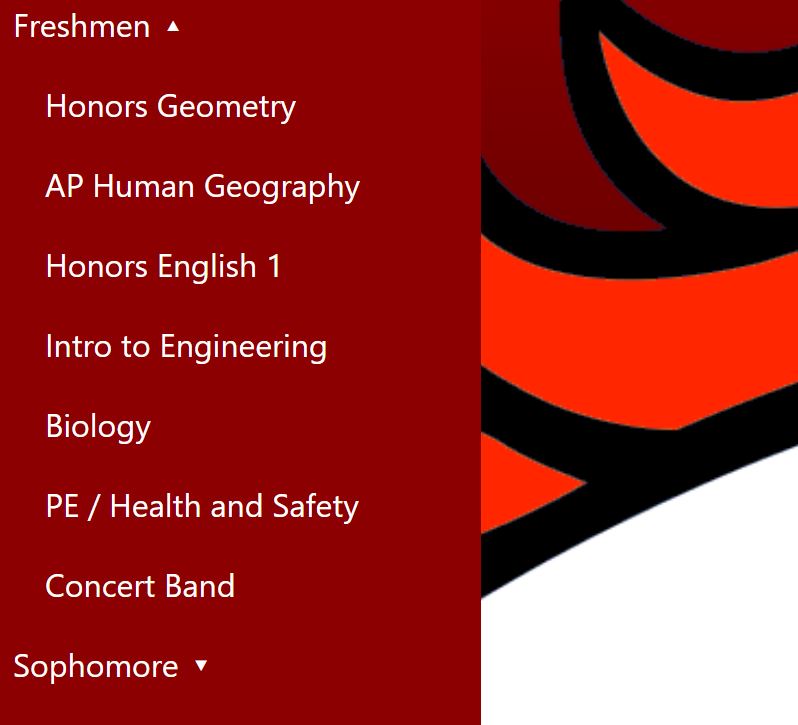 Freshmen ▲
Honors Geometry
AP Human Geography
Honors English 1
Intro to Engineering
Biology
PE / Health and Safety
Concert Band
Sophomore ▼